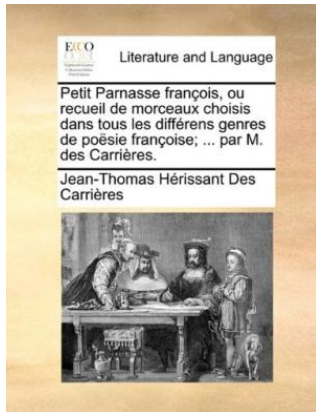 ECCO
Literature and Language
Petit Parnasse françois, ou
recueil de morceaux choisis
dans tous les différens genres
de poësie françoise; ... par M.
des Carrières.
Jean-Thomas Hérissant Des
Carrières